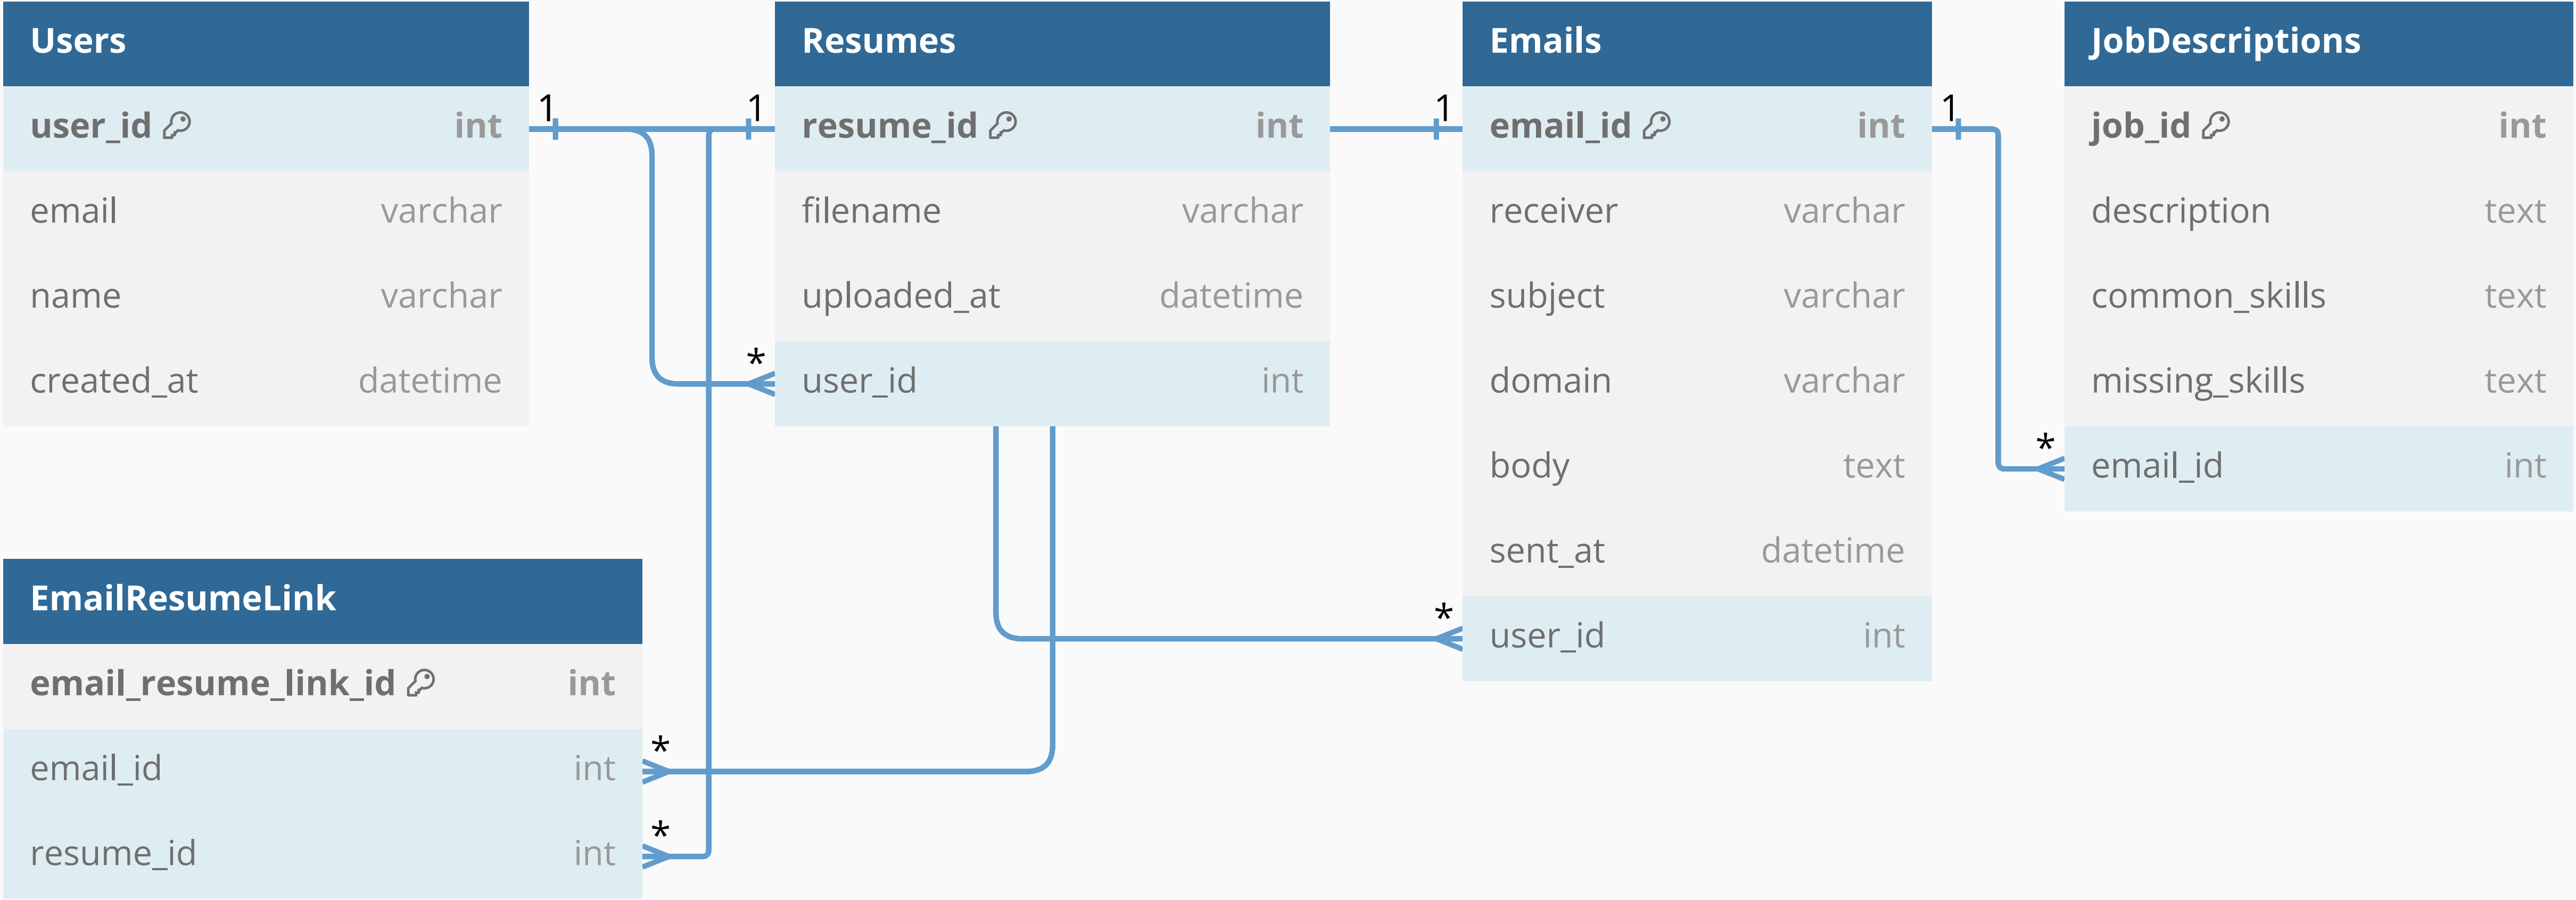 Users
user_id int
email varchar
name varchar
created_at datetime
1
1
*
Resumes
resume_id int
filename varchar
uploaded_at datetime
user_id int
1
*
Emails
email_id int
receiver varchar
subject varchar
domain varchar
body text
sent_at datetime
user_id int
1
*
JobDescriptions
job_id int
description text
common_skills text
missing_skills text
email_id int
EmailResumeLink
email_resume_link_id int
email_id int
resume_id int
*
*